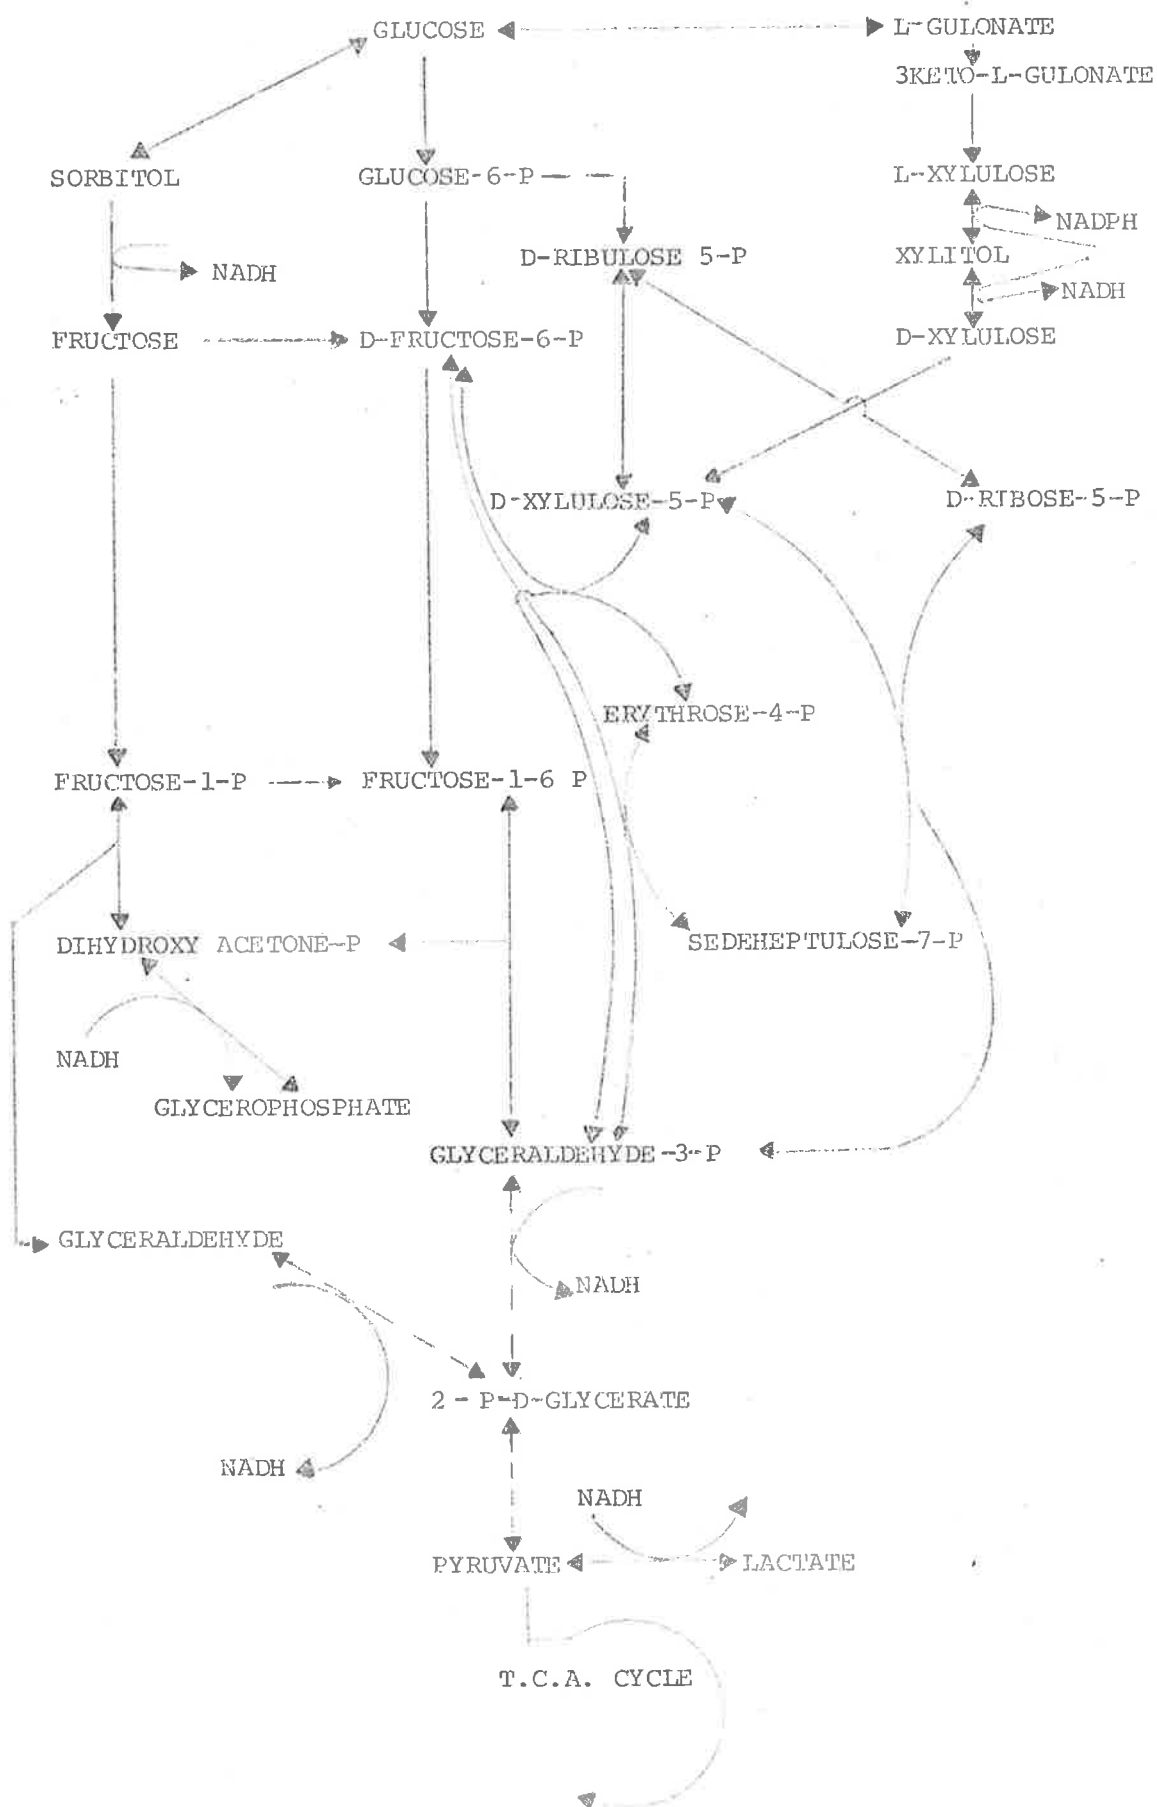 GLUCOSE L-GULONATE
3KETO-L-GULONATE
SORBITOL GLUCOSE-6-P L-XYLULOSE
NADPH
D-RIBULOSE 5-P XYLITOL
NADH NADH
FRUCTOSE D-FRUCTOSE-6-P D-XYLULOSE
D-XYLULOSE-5-P D-RIBOSE-5-P
ERYTHROSE-4-P
FRUCTOSE-1-P FRUCTOSE-1-6 P
DIHYDROXY ACETONE-P SEDEHEPTULOSE-7-P
NADH
GLYCEROPHOSPHATE
GLYCERALDEHYDE-3-P
GLYCERALDEHYDE
NADH
2 - P-D-GLYCERATE
NADH
NADH
PYRUVATE LACTATE
T.C.A. CYCLE